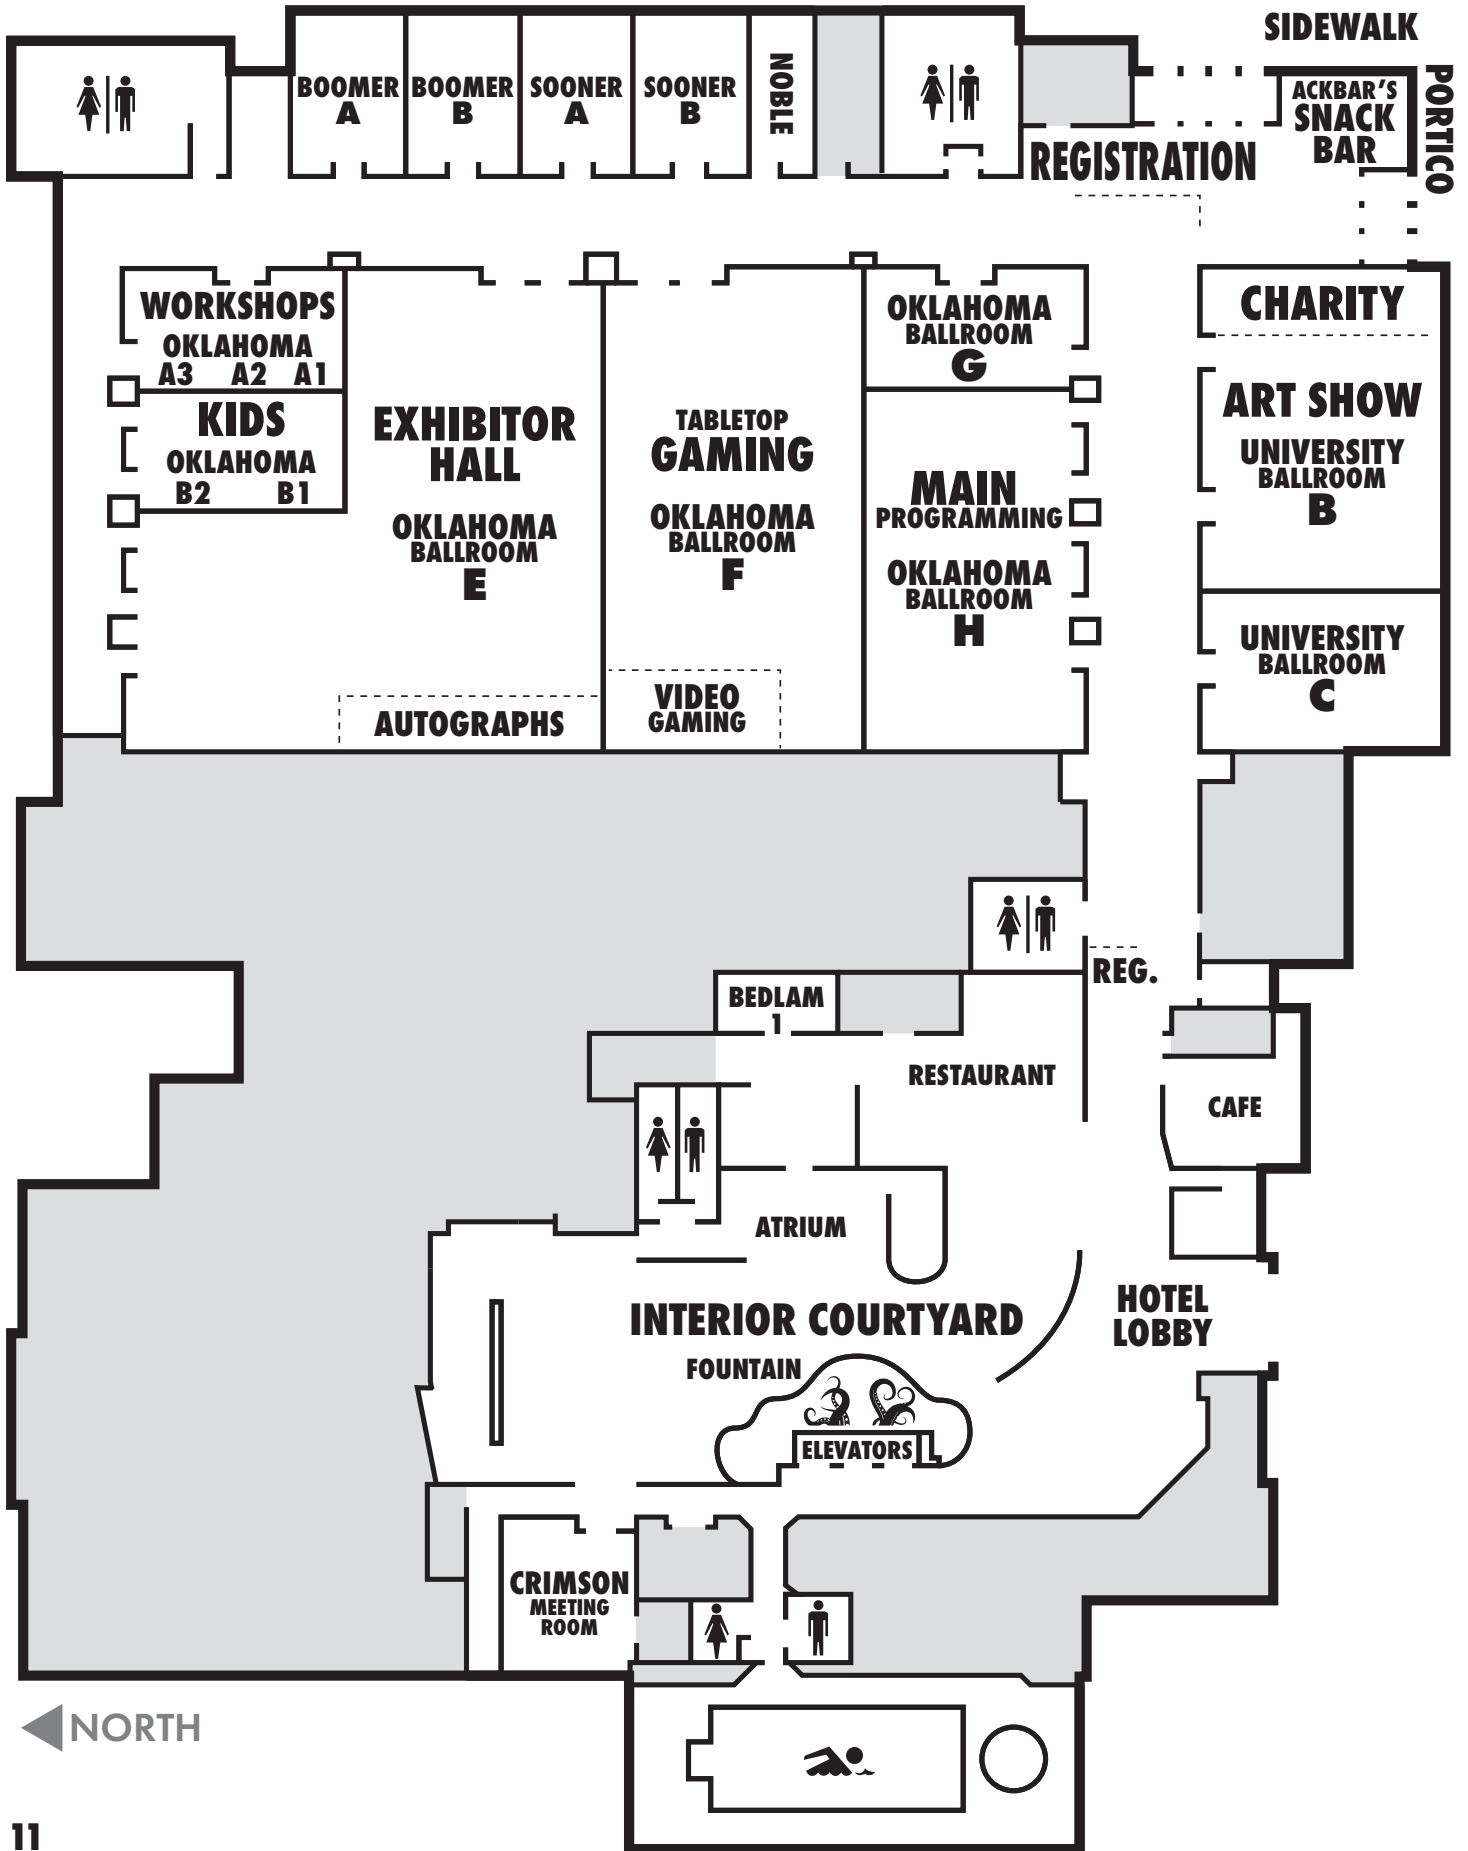 SIDEWALK
PORTICO
BOOMER
A
BOOMER
B
SOONER
A
SOONER
B
NOBLE
ACKBAR'S
SNACK
BAR
REGISTRATION
WORKSHOPS
OKLAHOMA
A3 A2 A1
KIDS
OKLAHOMA
B2 B1
EXHIBITOR
HALL
OKLAHOMA
BALLROOM
E
AUTOGRAPHS
TABLETOP
GAMING
OKLAHOMA
BALLROOM
F
VIDEO
GAMING
OKLAHOMA
BALLROOM
G
MAIN
PROGRAMMING
OKLAHOMA
BALLROOM
H
CHARITY
ART SHOW
UNIVERSITY
BALLROOM
B
UNIVERSITY
BALLROOM
C
REG.
BEDLAM
1
RESTAURANT
CAFE
ATRIUM
INTERIOR COURTYARD
HOTEL
LOBBY
FOUNTAIN
ELEVATORS
CRIMSON
MEETING
ROOM
NORTH
11